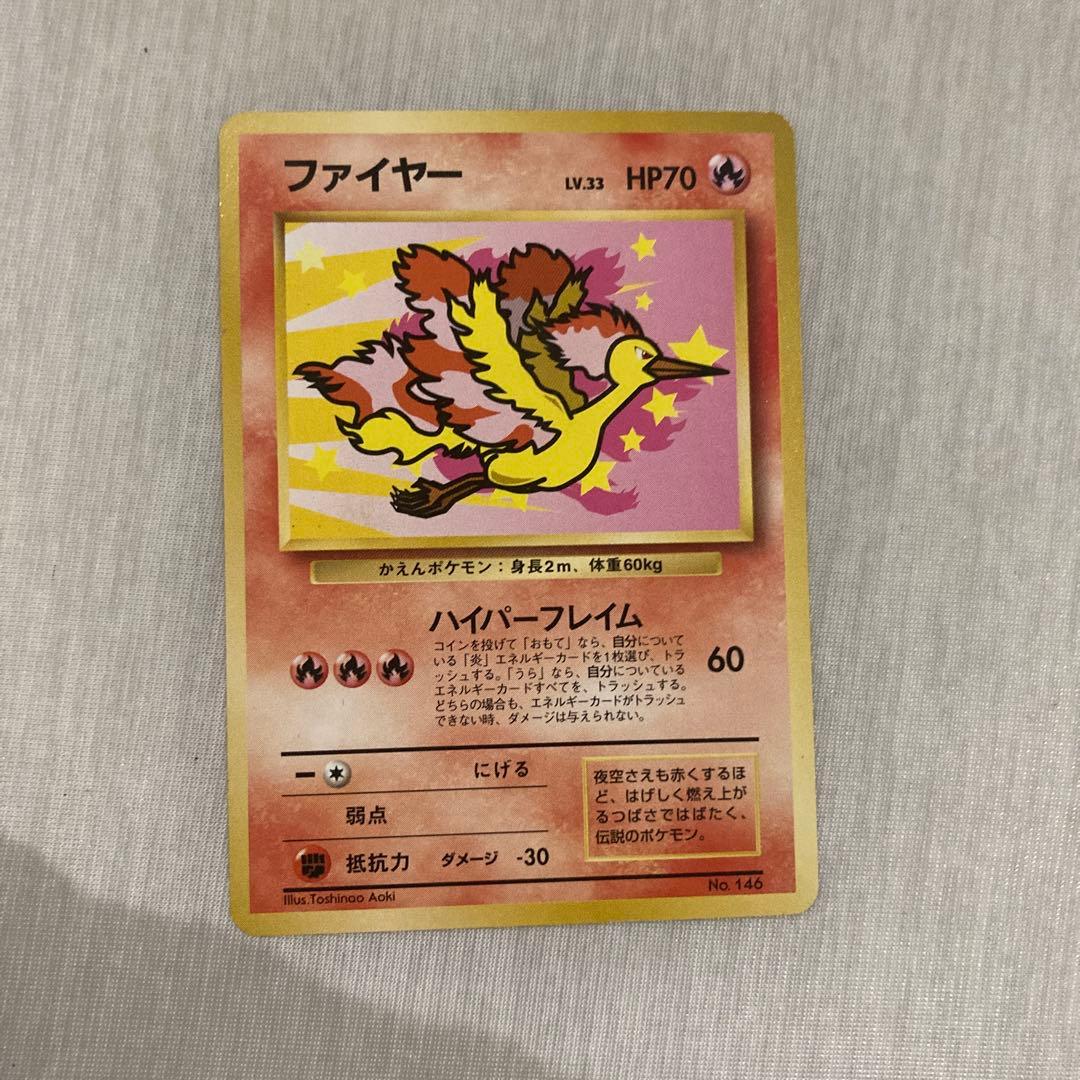 ファイヤー LV.33 HP70
かえんポケモン：身長2m、体重60kg
ハイパーフレイム
コインを投げて「おもて」なら、自分について
いる「炎」エネルギーカードを1枚選び、トラ
ッシュする。「うら」なら、自分についている
エネルギーカードすべてを、トラッシュする。
どちらの場合も、エネルギーカードがトラッシュ
できない時、ダメージは与えられない。
60
にげる
弱点
抵抗力 ダメージ -30
夜空さえも赤くするほ
ど、はげしく燃え上が
るつばさではばたく、
伝説のポケモン。
Illus.Toshinao Aoki
No. 146